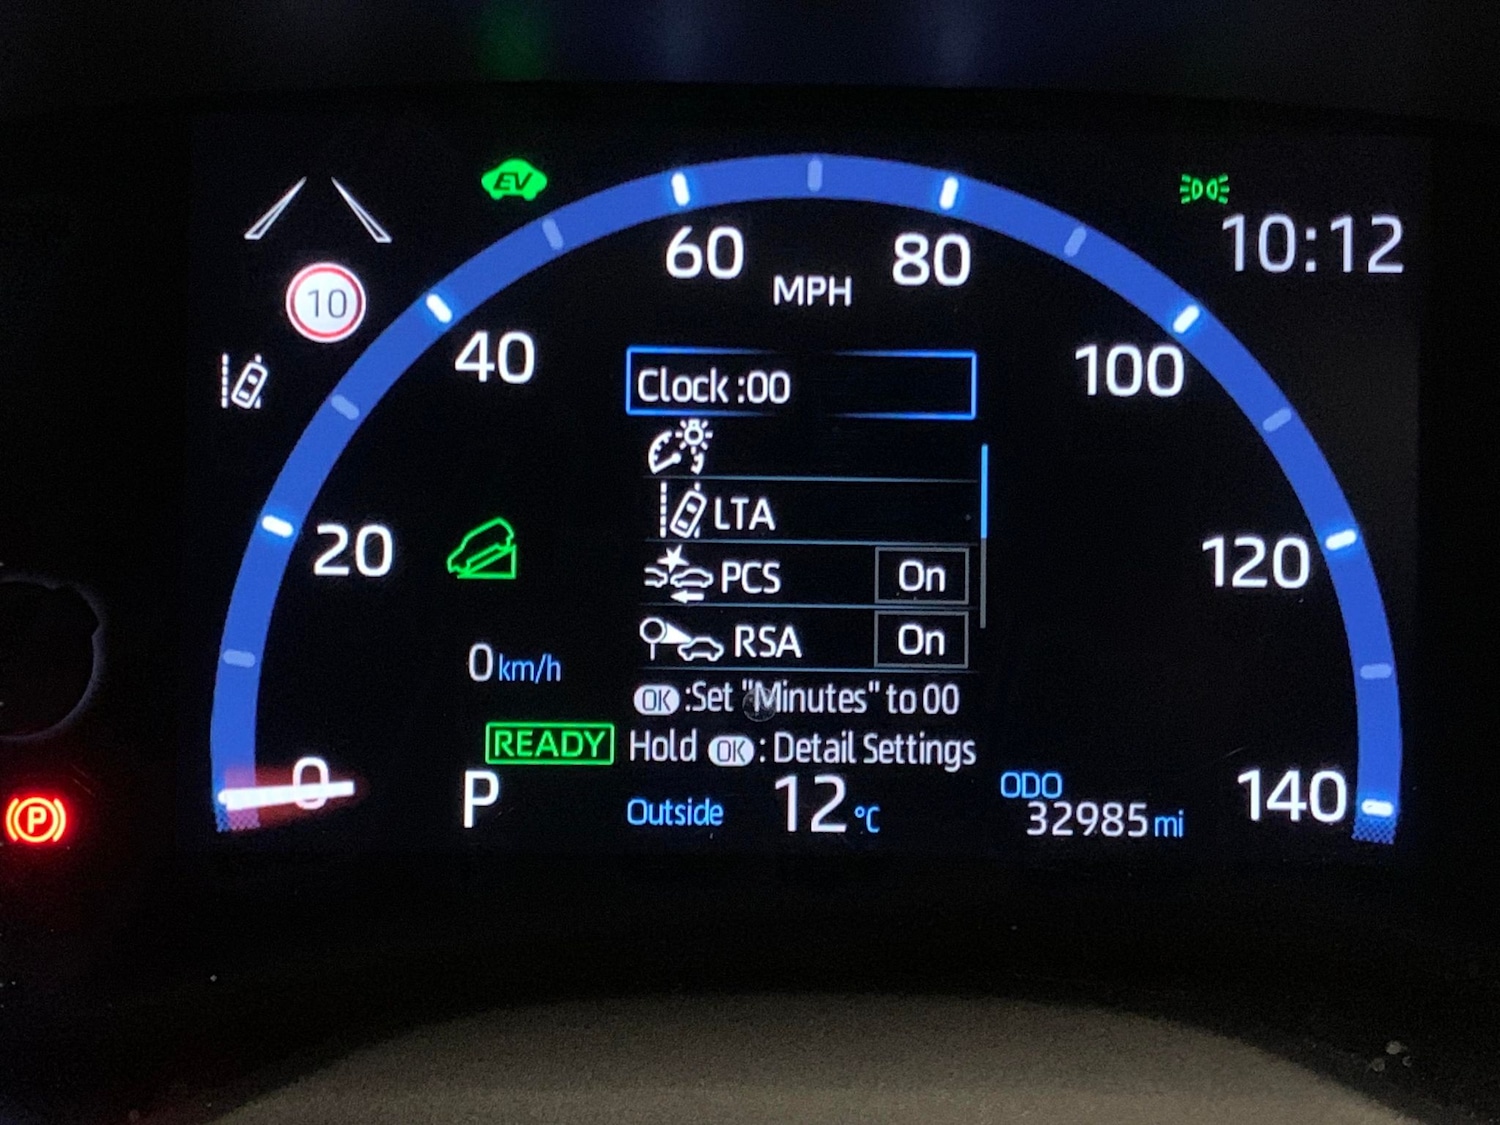 EV
10:12
10
60
80
MPH
40
100
Clock :00
LTA
20
120
PCS On
RSA On
0 km/h
OK :Set "Minutes" to 00
READY
Hold OK : Detail Settings
0
P
Outside 12 °C
ODO
32985 mi
140
P